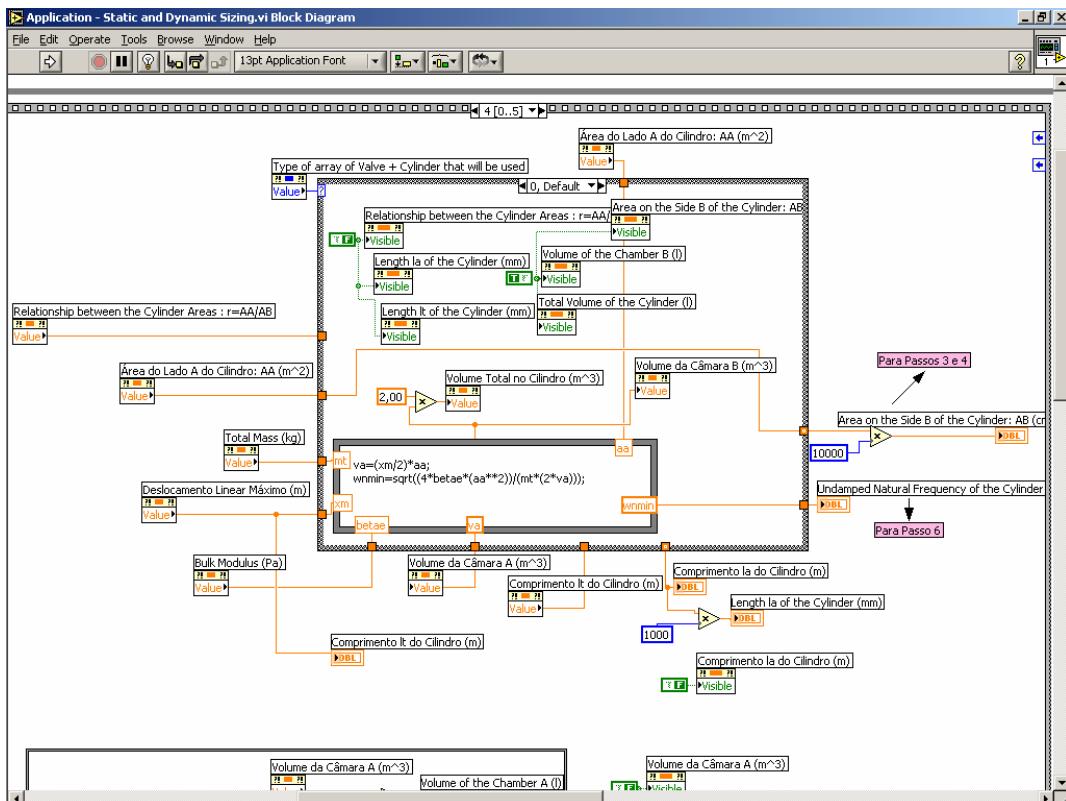 Application - Static and Dynamic Sizing.vi Block Diagram
File Edit Operate Tools Browse Window Help
13pt Application Font
1
4 [0..5]
Área do Lado A do Cilindro: AA (m^2)
Value
Type of array of Valve + Cylinder that will be used
Value
?
0, Default
Relationship between the Cylinder Areas : r=AA/
Visible
Area on the Side B of the Cylinder: AB
Visible
F
Length la of the Cylinder (mm)
Visible
Volume of the Chamber B (l)
Visible
T
Length lt of the Cylinder (mm)
Visible
Total Volume of the Cylinder (l)
Visible
Relationship between the Cylinder Areas : r=AA/AB
Value
Área do Lado A do Cilindro: AA (m^2)
Value
Volume da Câmara B (m^3)
Value
Para Passos 3 e 4
Volume Total no Cilindro (m^3)
Value
2,00
x
Area on the Side B of the Cylinder: AB (cm
x
DBL
10000
Total Mass (kg)
Value
mt
aa
va=(xm/2)*aa;
wnmin=sqrt((4*betae*(aa**2))/(mt*(2*va)));
Deslocamento Linear Máximo (m)
Value
xm
wnmin
betae
va
Undamped Natural Frequency of the Cylinder
DBL
Para Passo 6
Bulk Modulus (Pa)
Value
Volume da Câmara A (m^3)
Value
Comprimento lt do Cilindro (m)
Value
Comprimento la do Cilindro (m)
DBL
Length la of the Cylinder (mm)
x
DBL
1000
Comprimento lt do Cilindro (m)
DBL
Comprimento la do Cilindro (m)
F
Visible
Volume da Câmara A (m^3)
Volume of the Chamber A (l)
Volume da Câmara A (m^3)